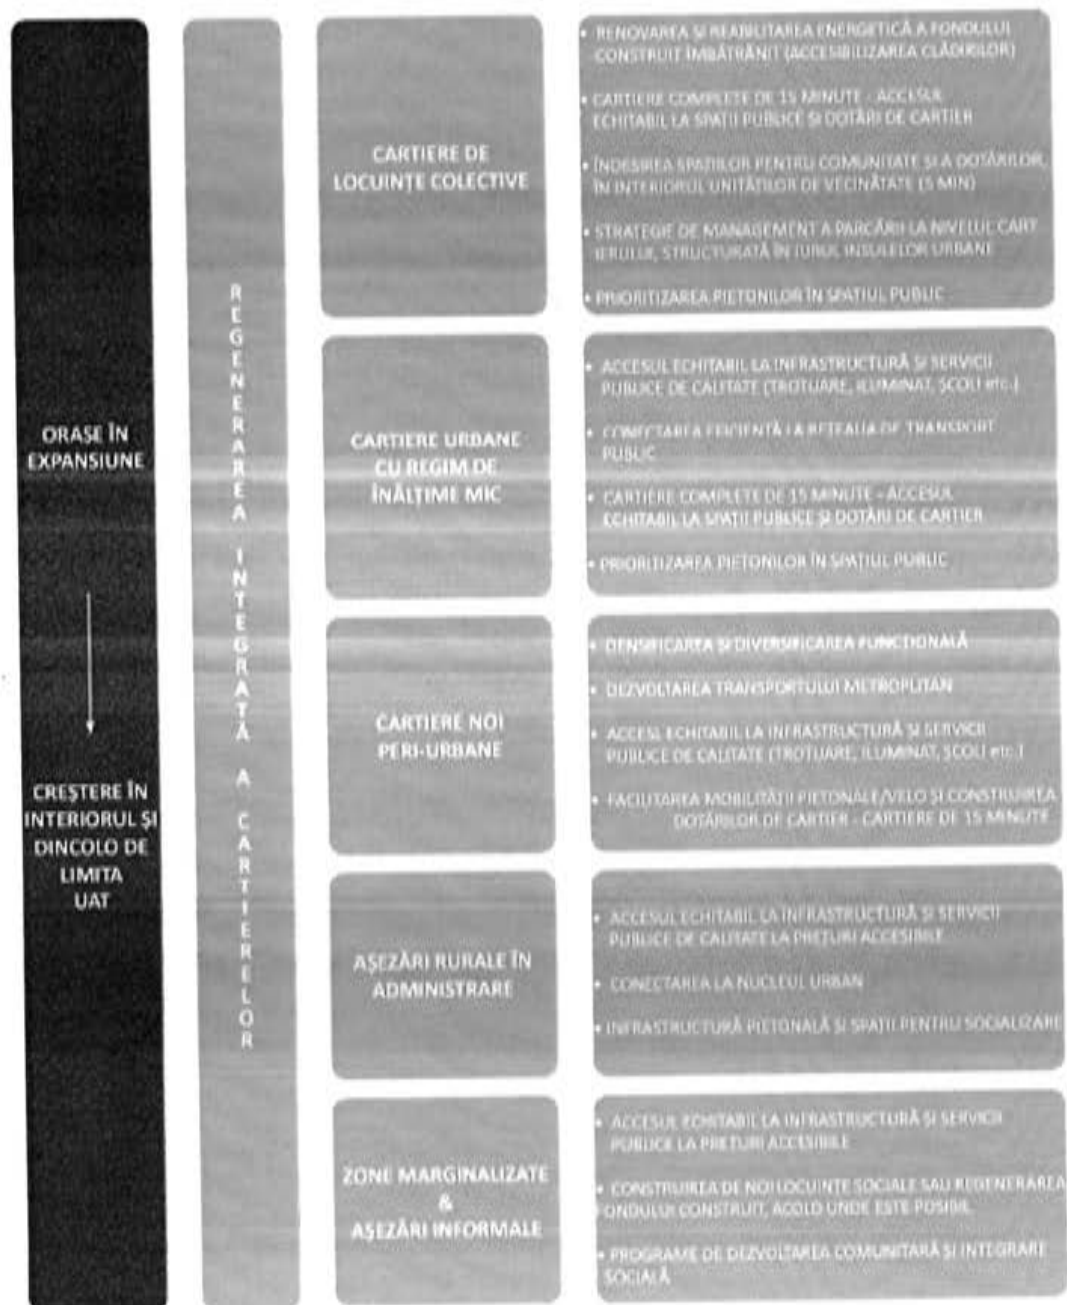 ORASE ÎN
EXPANSIUNE
CREȘTERE ÎN
INTERIORUL ȘI
DINCOLO DE
LIMITA
UAT
REGENERAREA INTEGRATĂ A CARTIERELOR
CARTIERE DE
LOCUINȚE COLECTIVE
• RENOVAREA ȘI REABILITAREA ENERGETICĂ A FONDULUI
CONSTRUIT ÎMBĂTRÂNIT (ACCESIBILIZAREA CLĂDIRILOR)
• CARTIERE COMPLETE DE 15 MINUTE - ACCESUL
ECHITABIL LA SPAȚII PUBLICE ȘI DOTĂRI DE CARTIER
• ÎNDESIREA SPAȚIILOR PENTRU COMUNITATE ȘI A DOTĂRILOR,
ÎN INTERIORUL UNITĂȚILOR DE VECINĂTATE (5 MIN)
• STRATEGIE DE MANAGEMENT A PARCĂRII LA NIVELUL CART
IERULUI, STRUCTURATĂ ÎN JURUL INSULELOR URBANE
• PRIORITIZAREA PIETONILOR ÎN SPAȚIUL PUBLIC
CARTIERE URBANE
CU REGIM DE
ÎNĂLȚIME MIC
• ACCESUL ECHITABIL LA INFRASTRUCTURĂ ȘI SERVICII
PUBLICE DE CALITATE (TROTUARE, ILUMINAT, ȘCOLI etc.)
• CONECTAREA EFICIENTĂ LA REȚEAUA DE TRANSPORT
PUBLIC
• CARTIERE COMPLETE DE 15 MINUTE - ACCESUL
ECHITABIL LA SPAȚII PUBLICE ȘI DOTĂRI DE CARTIER
• PRIORITIZAREA PIETONILOR ÎN SPAȚIUL PUBLIC
CARTIERE NOI
PERI-URBANE
• DENSIFICAREA ȘI DIVERSIFICAREA FUNCȚIONALĂ
• DEZVOLTAREA TRANSPORTULUI METROPLITAN
• ACCESL ECHITABIL LA INFRASTRUCTURĂ ȘI SERVICII
PUBLICE DE CALITATE (TROTUARE, ILUMINAT, ȘCOLI etc.)
• FACILITAREA MOBILITĂȚII PIETONALE/VELO ȘI CONSTRUIREA
DOTĂRILOR DE CARTIER - CARTIERE DE 15 MINUTE
AȘEZĂRI RURALE ÎN
ADMINISTRARE
• ACCESUL ECHITABIL LA INFRASTRUCTURĂ ȘI SERVICII
PUBLICE DE CALITATE LA PREȚURI ACCESIBILE
• CONECTAREA LA NUCLEUL URBAN
• INFRASTRUCTURĂ PIETONALĂ ȘI SPAȚII PENTRU SOCIALIZARE
ZONE MARGINALIZATE
&
AȘEZĂRI INFORMALE
• ACCESUL ECHITABIL LA INFRASTRUCTURĂ ȘI SERVICII
PUBLICE LA PREȚURI ACCESIBILE
• CONSTRUIREA DE NOI LOCUINȚE SOCIALE SAU REGENERAREA
FONDULUI CONSTRUIT, ACOLO UNDE ESTE POSIBIL
• PROGRAME DE DEZVOLTAREA COMUNITARĂ ȘI INTEGRARE
SOCIALĂ